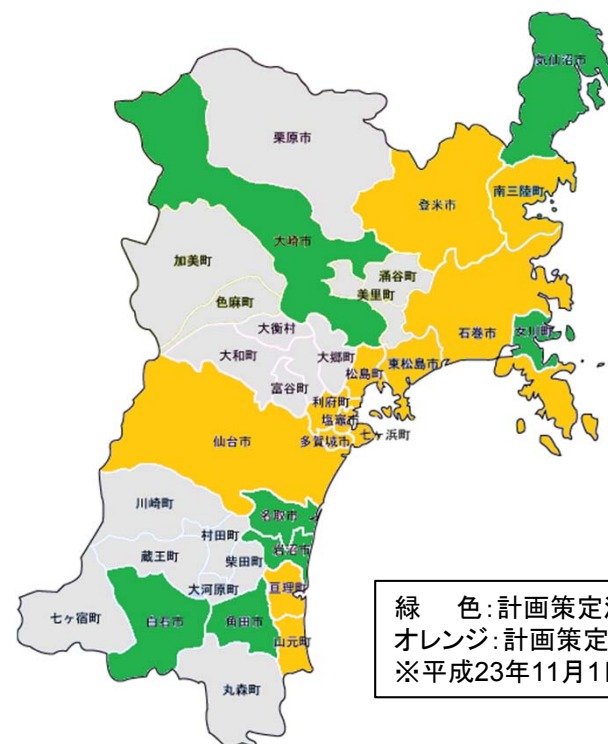 気仙沼市
栗原市
登米市
南三陸町
大崎市
加美町
涌谷町
美里町
色麻町
石巻市
女川町
大衡村
大和町
大郷町
東松島市
松島町
富谷町
利府町
塩竈市
七ヶ浜町
仙台市
多賀城市
川崎町
名取市
村田町
岩沼市
蔵王町
柴田町
大河原町
亘理町
七ヶ宿町
白石市
角田市
山元町
丸森町
緑　色:計画策定
オレンジ:計画策定
※平成23年11月1